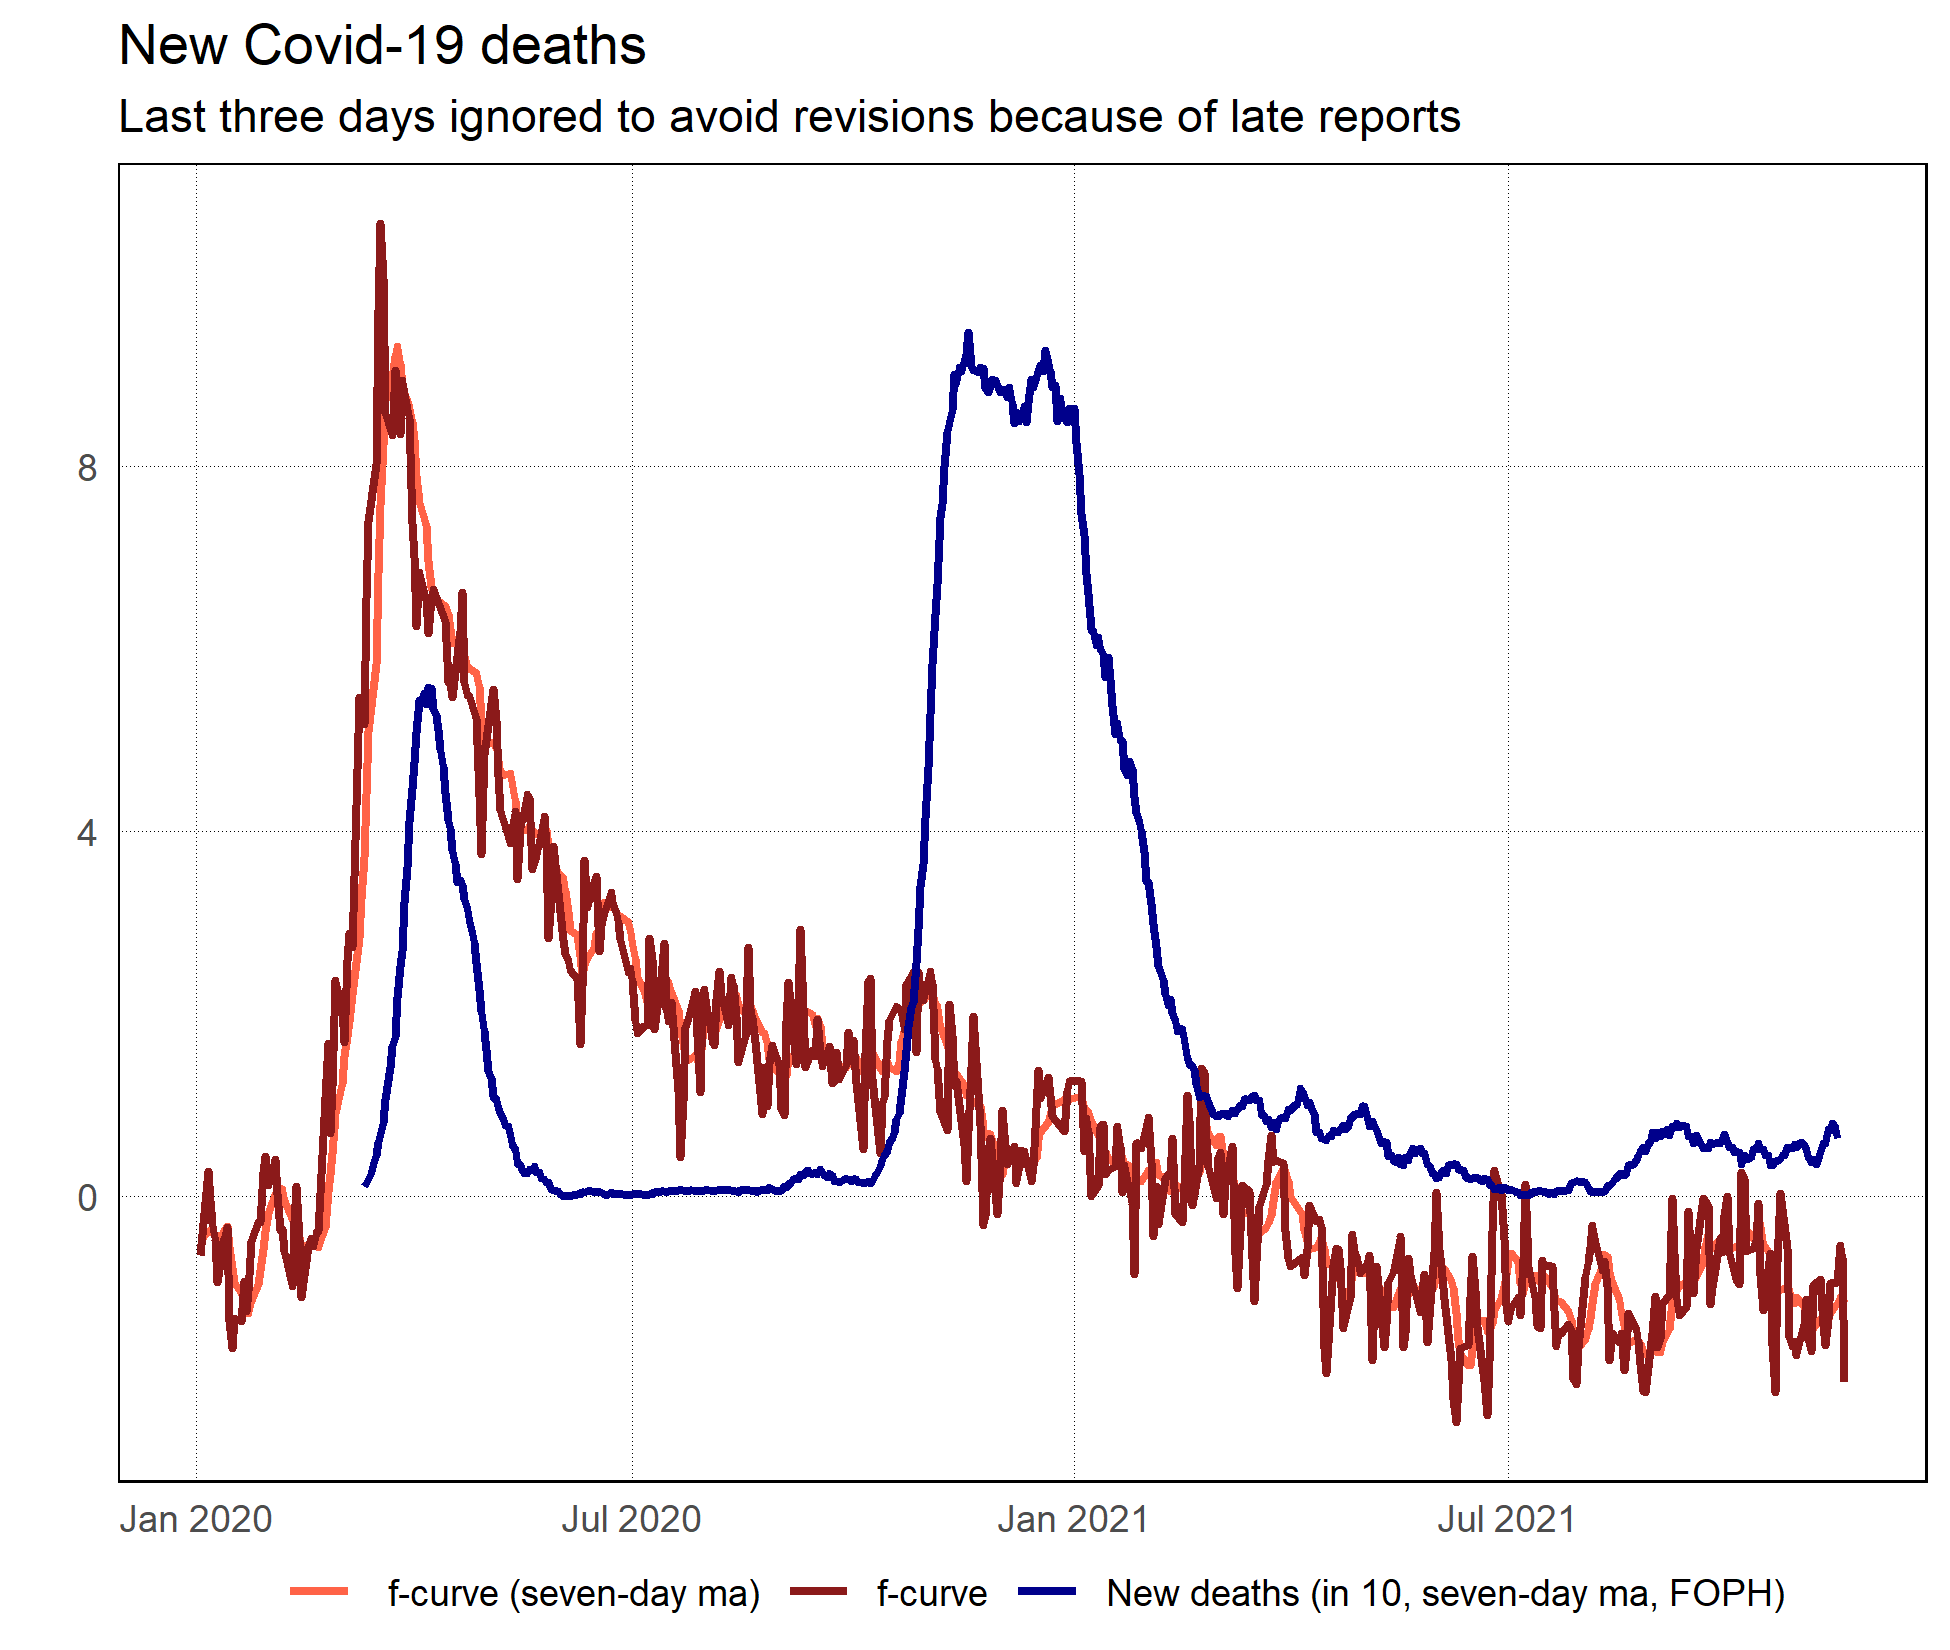 New Covid-19 deaths
Last three days ignored to avoid revisions because of late reports
8
4
0
Jan 2020 Jul 2020 Jan 2021 Jul 2021
f-curve (seven-day ma) f-curve New deaths (in 10, seven-day ma, FOPH)